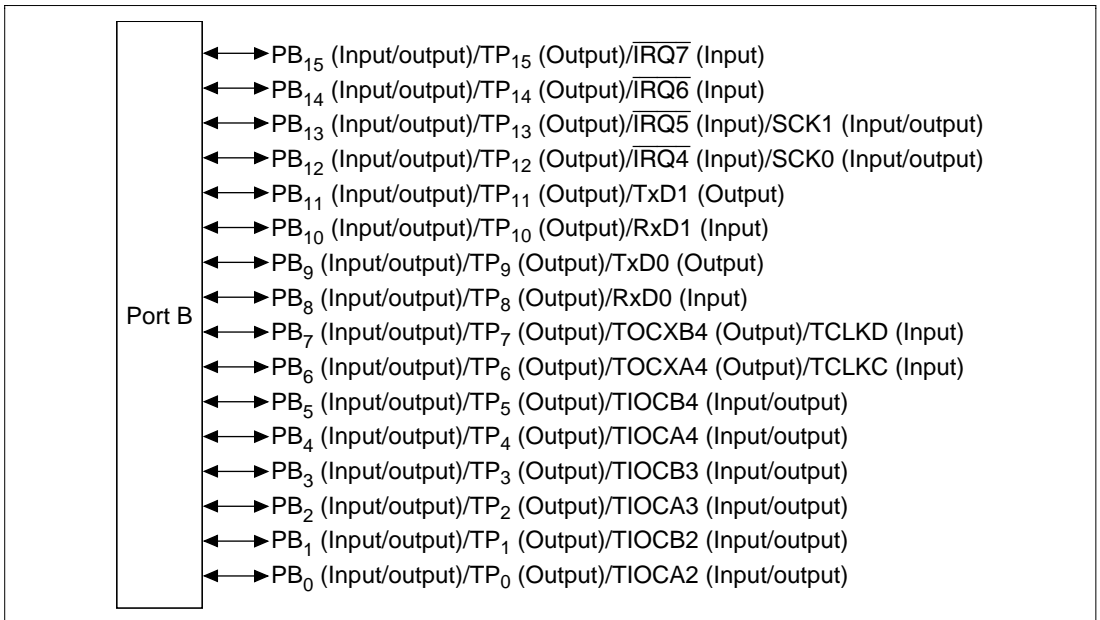 PB15 (Input/output)/TP15 (Output)/IRQ7 (Input)
PB14 (Input/output)/TP14 (Output)/IRQ6 (Input)
PB13 (Input/output)/TP13 (Output)/IRQ5 (Input)/SCK1 (Input/output)
PB12 (Input/output)/TP12 (Output)/IRQ4 (Input)/SCK0 (Input/output)
PB11 (Input/output)/TP11 (Output)/TxD1 (Output)
PB10 (Input/output)/TP10 (Output)/RxD1 (Input)
PB9 (Input/output)/TP9 (Output)/TxD0 (Output)
PB8 (Input/output)/TP8 (Output)/RxD0 (Input)
Port B
PB7 (Input/output)/TP7 (Output)/TOCXB4 (Output)/TCLKD (Input)
PB6 (Input/output)/TP6 (Output)/TOCXA4 (Output)/TCLKC (Input)
PB5 (Input/output)/TP5 (Output)/TIOCB4 (Input/output)
PB4 (Input/output)/TP4 (Output)/TIOCA4 (Input/output)
PB3 (Input/output)/TP3 (Output)/TIOCB3 (Input/output)
PB2 (Input/output)/TP2 (Output)/TIOCA3 (Input/output)
PB1 (Input/output)/TP1 (Output)/TIOCB2 (Input/output)
PB0 (Input/output)/TP0 (Output)/TIOCA2 (Input/output)